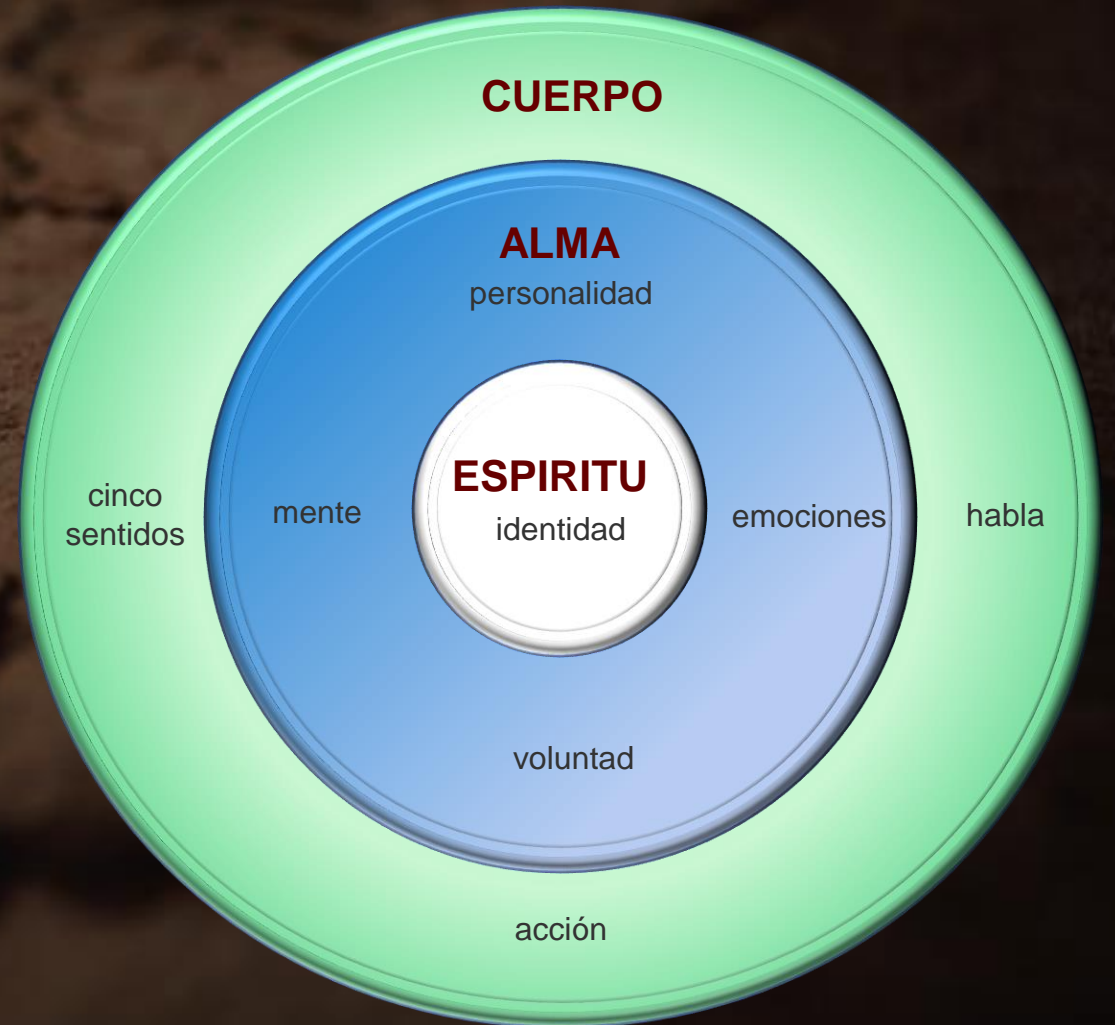 CUERPO
ALMA
personalidad
ESPIRITU
identidad
cinco
sentidos
mente
emociones
habla
voluntad
acción